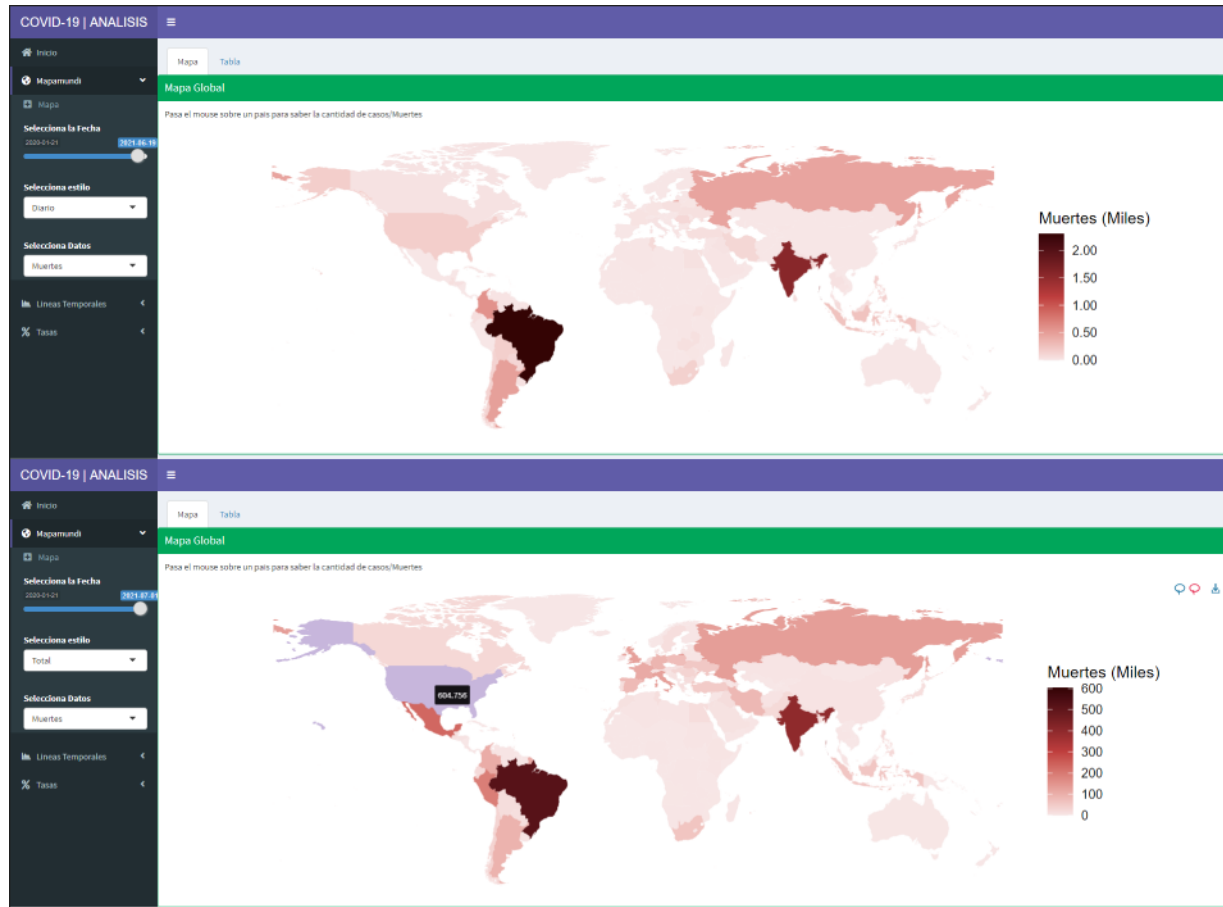 COVID-19 | ANALISIS
Inicio
Mapamundi
Mapa
Selecciona la Fecha
2020-01-21 2021-06-19
Selecciona estilo
Diario
Selecciona Datos
Muertes
Lineas Temporales
Tasas
Mapa Tabla
Mapa Global
Pasa el mouse sobre un pais para saber la cantidad de casos/Muertes
Muertes (Miles)
2.00
1.50
1.00
0.50
0.00
COVID-19 | ANALISIS
Inicio
Mapamundi
Mapa
Selecciona la Fecha
2020-01-21 2021-07-01
Selecciona estilo
Total
Selecciona Datos
Muertes
Lineas Temporales
Tasas
Mapa Tabla
Mapa Global
Pasa el mouse sobre un pais para saber la cantidad de casos/Muertes
604.756
Muertes (Miles)
600
500
400
300
200
100
0